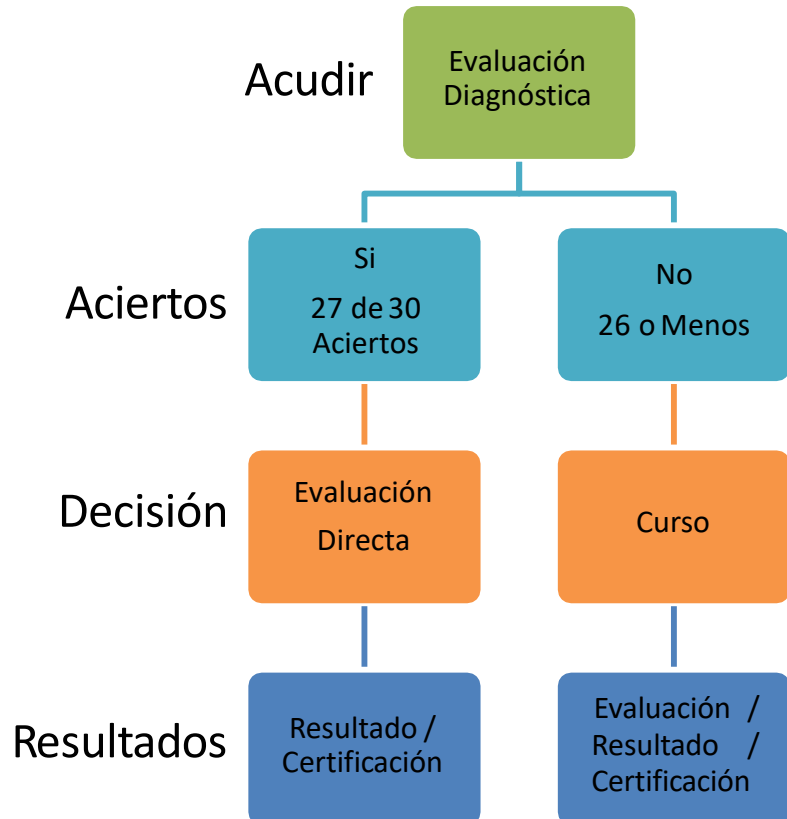 Acudir
Evaluación
Diagnóstica
Aciertos
Si
27 de 30
Aciertos
No
26 o Menos
Decisión
Evaluación
Directa
Curso
Resultados
Resultado /
Certificación
Evaluación /
Resultado /
Certificación